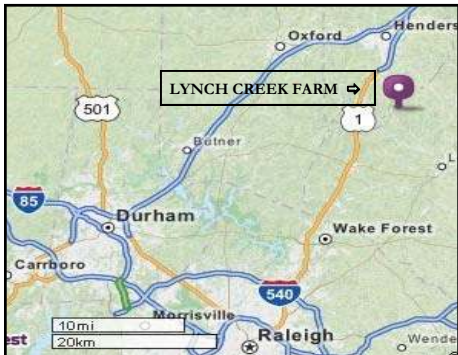 Oxford
Henders
LYNCH CREEK FARM ⇨
501
1
Butner
L
85
Durham
Wake Forest
Carrboro
540
Morrisville
10mi
20km
est
Raleigh
Wende